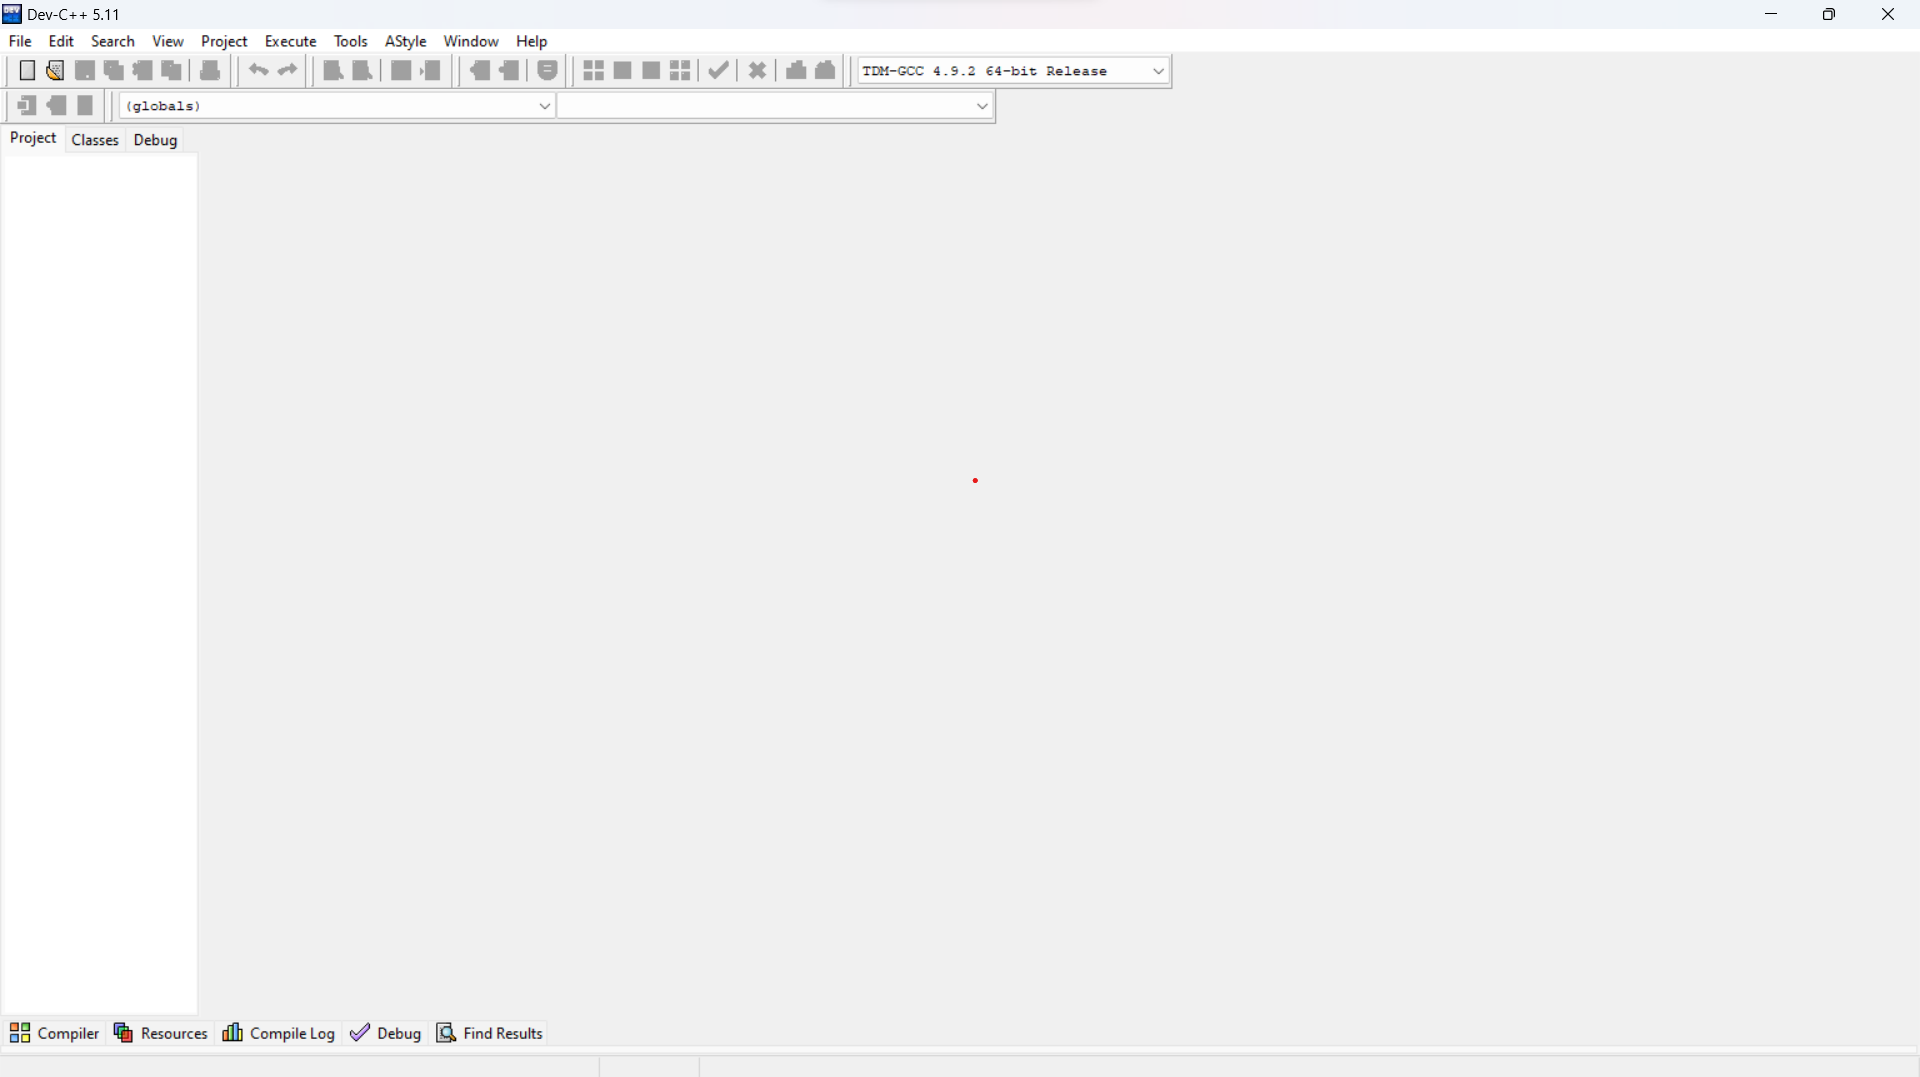 Dev-C++ 5.11
File Edit Search View Project Execute Tools AStyle Window Help
TDM-GCC 4.9.2 64-bit Release
(globals)
Project Classes Debug
Compiler Resources Compile Log Debug Find Results